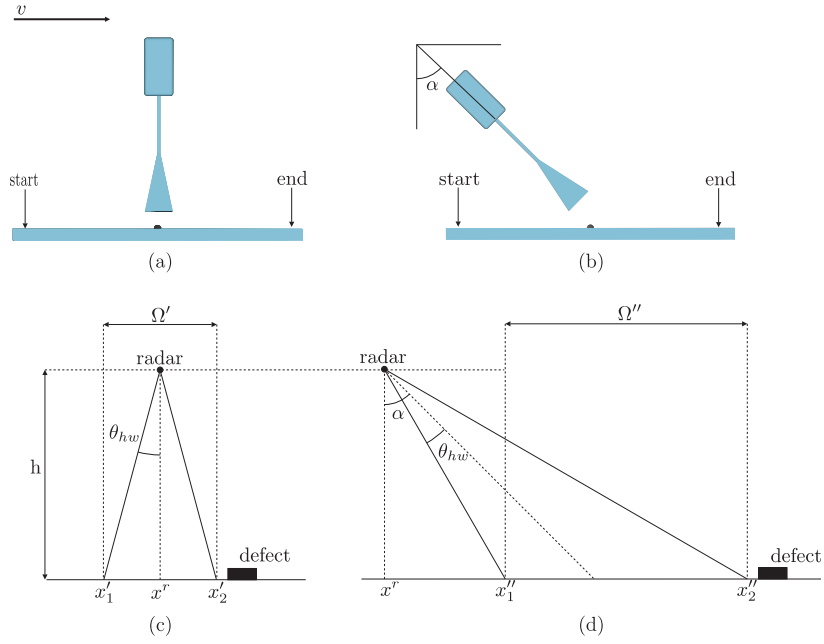 v
start
end
(a)
α
start
end
(b)
Ω′
radar
θhw
h
defect
x′1
xʳ
x′2
(c)
Ω″
radar
α
θhw
defect
xʳ
x″1
x″2
(d)